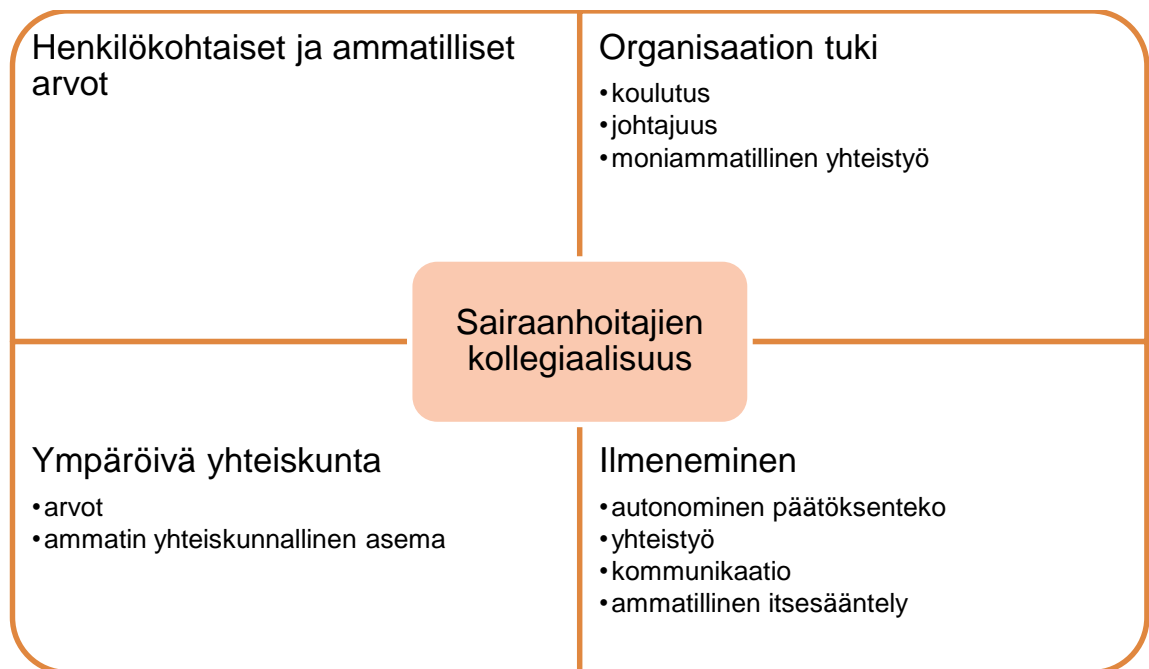 Henkilökohtaiset ja ammatilliset
arvot
Organisaation tuki
•koulutus
•johtajuus
•moniammatillinen yhteistyö
Sairaanhoitajien
kollegiaalisuus
Ympäröivä yhteiskunta
•arvot
•ammatin yhteiskunnallinen asema
Ilmeneminen
•autonominen päätöksenteko
•yhteistyö
•kommunikaatio
•ammatillinen itsesääntely